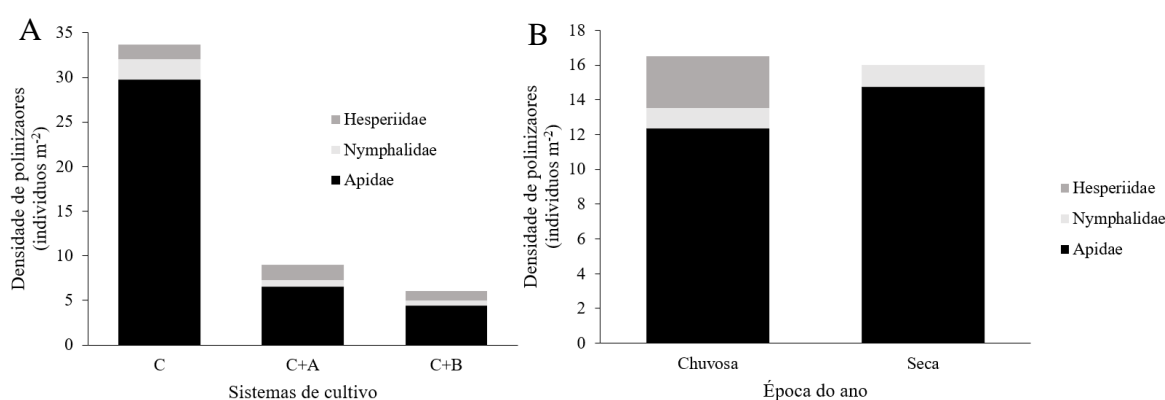 A
Densidade de polinizaores
(individuos m-2)
35
30
25
20
15
10
5
0
Hesperiidae
Nymphalidae
Apidae
C
C+A
C+B
Sistemas de cultivo
B
Densidade de polinizaores
(individuos m-2)
18
16
14
12
10
8
6
4
2
0
Hesperiidae
Nymphalidae
Apidae
Chuvosa
Seca
Época do ano